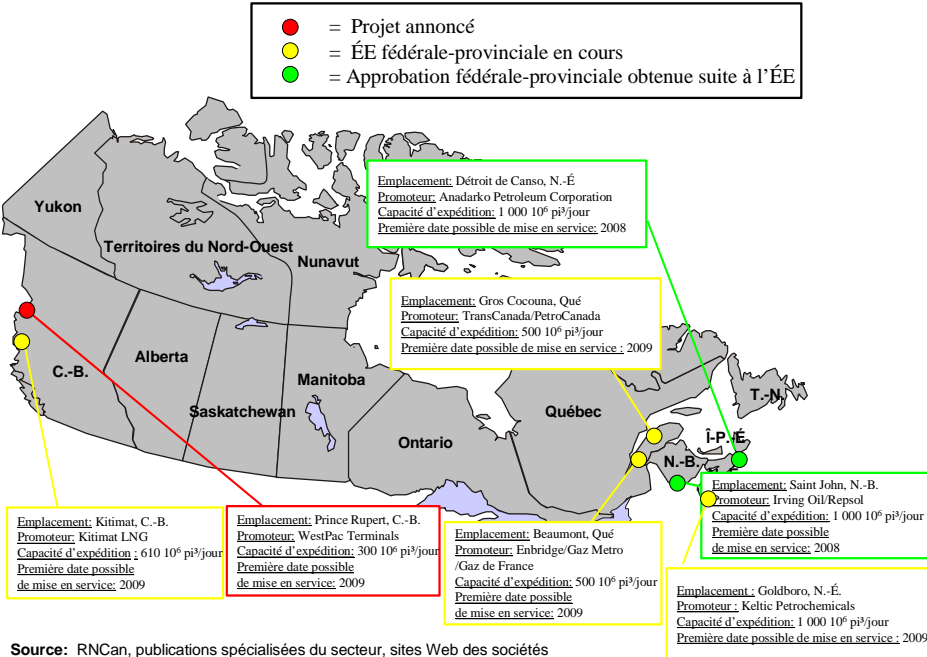 = Projet annoncé
= ÉE fédérale-provinciale en cours
= Approbation fédérale-provinciale obtenue suite à l'ÉE
Emplacement: Détroit de Canso, N.-É
Promoteur: Anadarko Petroleum Corporation
Capacité d'expédition: 1 000 10⁶ pi³/jour
Première date possible de mise en service: 2008
Yukon
Territoires du Nord-Ouest
Nunavut
Emplacement: Gros Cocouna, Qué
Promoteur: TransCanada/PetroCanada
Capacité d'expédition: 500 10⁶ pi³/jour
Première date possible de mise en service : 2009
C.-B.
Alberta
Saskatchewan
Manitoba
Ontario
Québec
T.-N.
Î-P.-É
N.-B.
Emplacement: Kitimat, C.-B.
Promoteur: Kitimat LNG
Capacité d'expédition : 610 10⁶ pi³/jour
Première date possible
de mise en service: 2009
Emplacement: Prince Rupert, C.-B.
Promoteur: WestPac Terminals
Capacité d'expédition: 300 10⁶ pi³/jour
Première date possible
de mise en service: 2009
Emplacement: Beaumont, Qué
Promoteur: Enbridge/Gaz Metro
/Gaz de France
Capacité d'expédition: 500 10⁶ pi³/jour
Première date possible
de mise en service: 2009
Emplacement: Saint John, N.-B.
Promoteur: Irving Oil/Repsol
Capacité d'expédition: 1 000 10⁶ pi³/jour
Première date possible
de mise en service: 2008
Emplacement : Goldboro, N.-É.
Promoteur : Keltic Petrochemicals
Capacité d'expédition: 1 000 10⁶ pi³/jour
Première date possible de mise en service : 2009
Source: RNCan, publications spécialisées du secteur, sites Web des sociétés